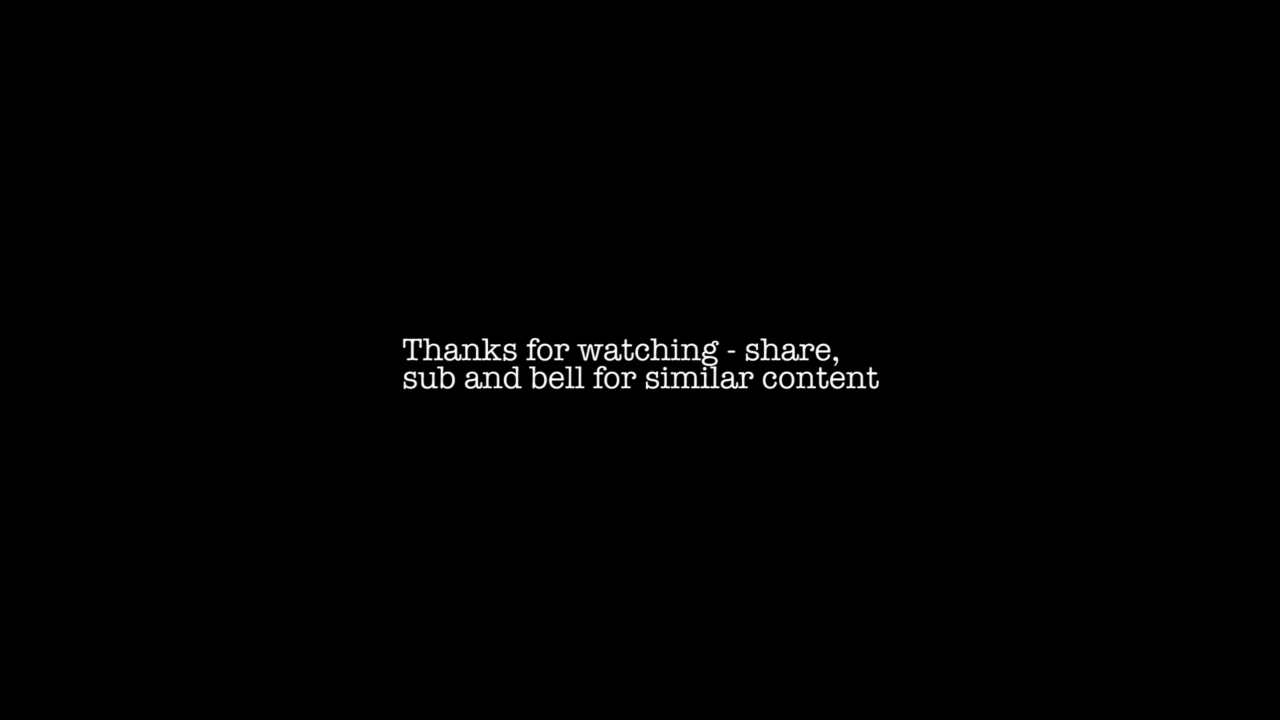 Thanks for watching - share,
sub and bell for similar content